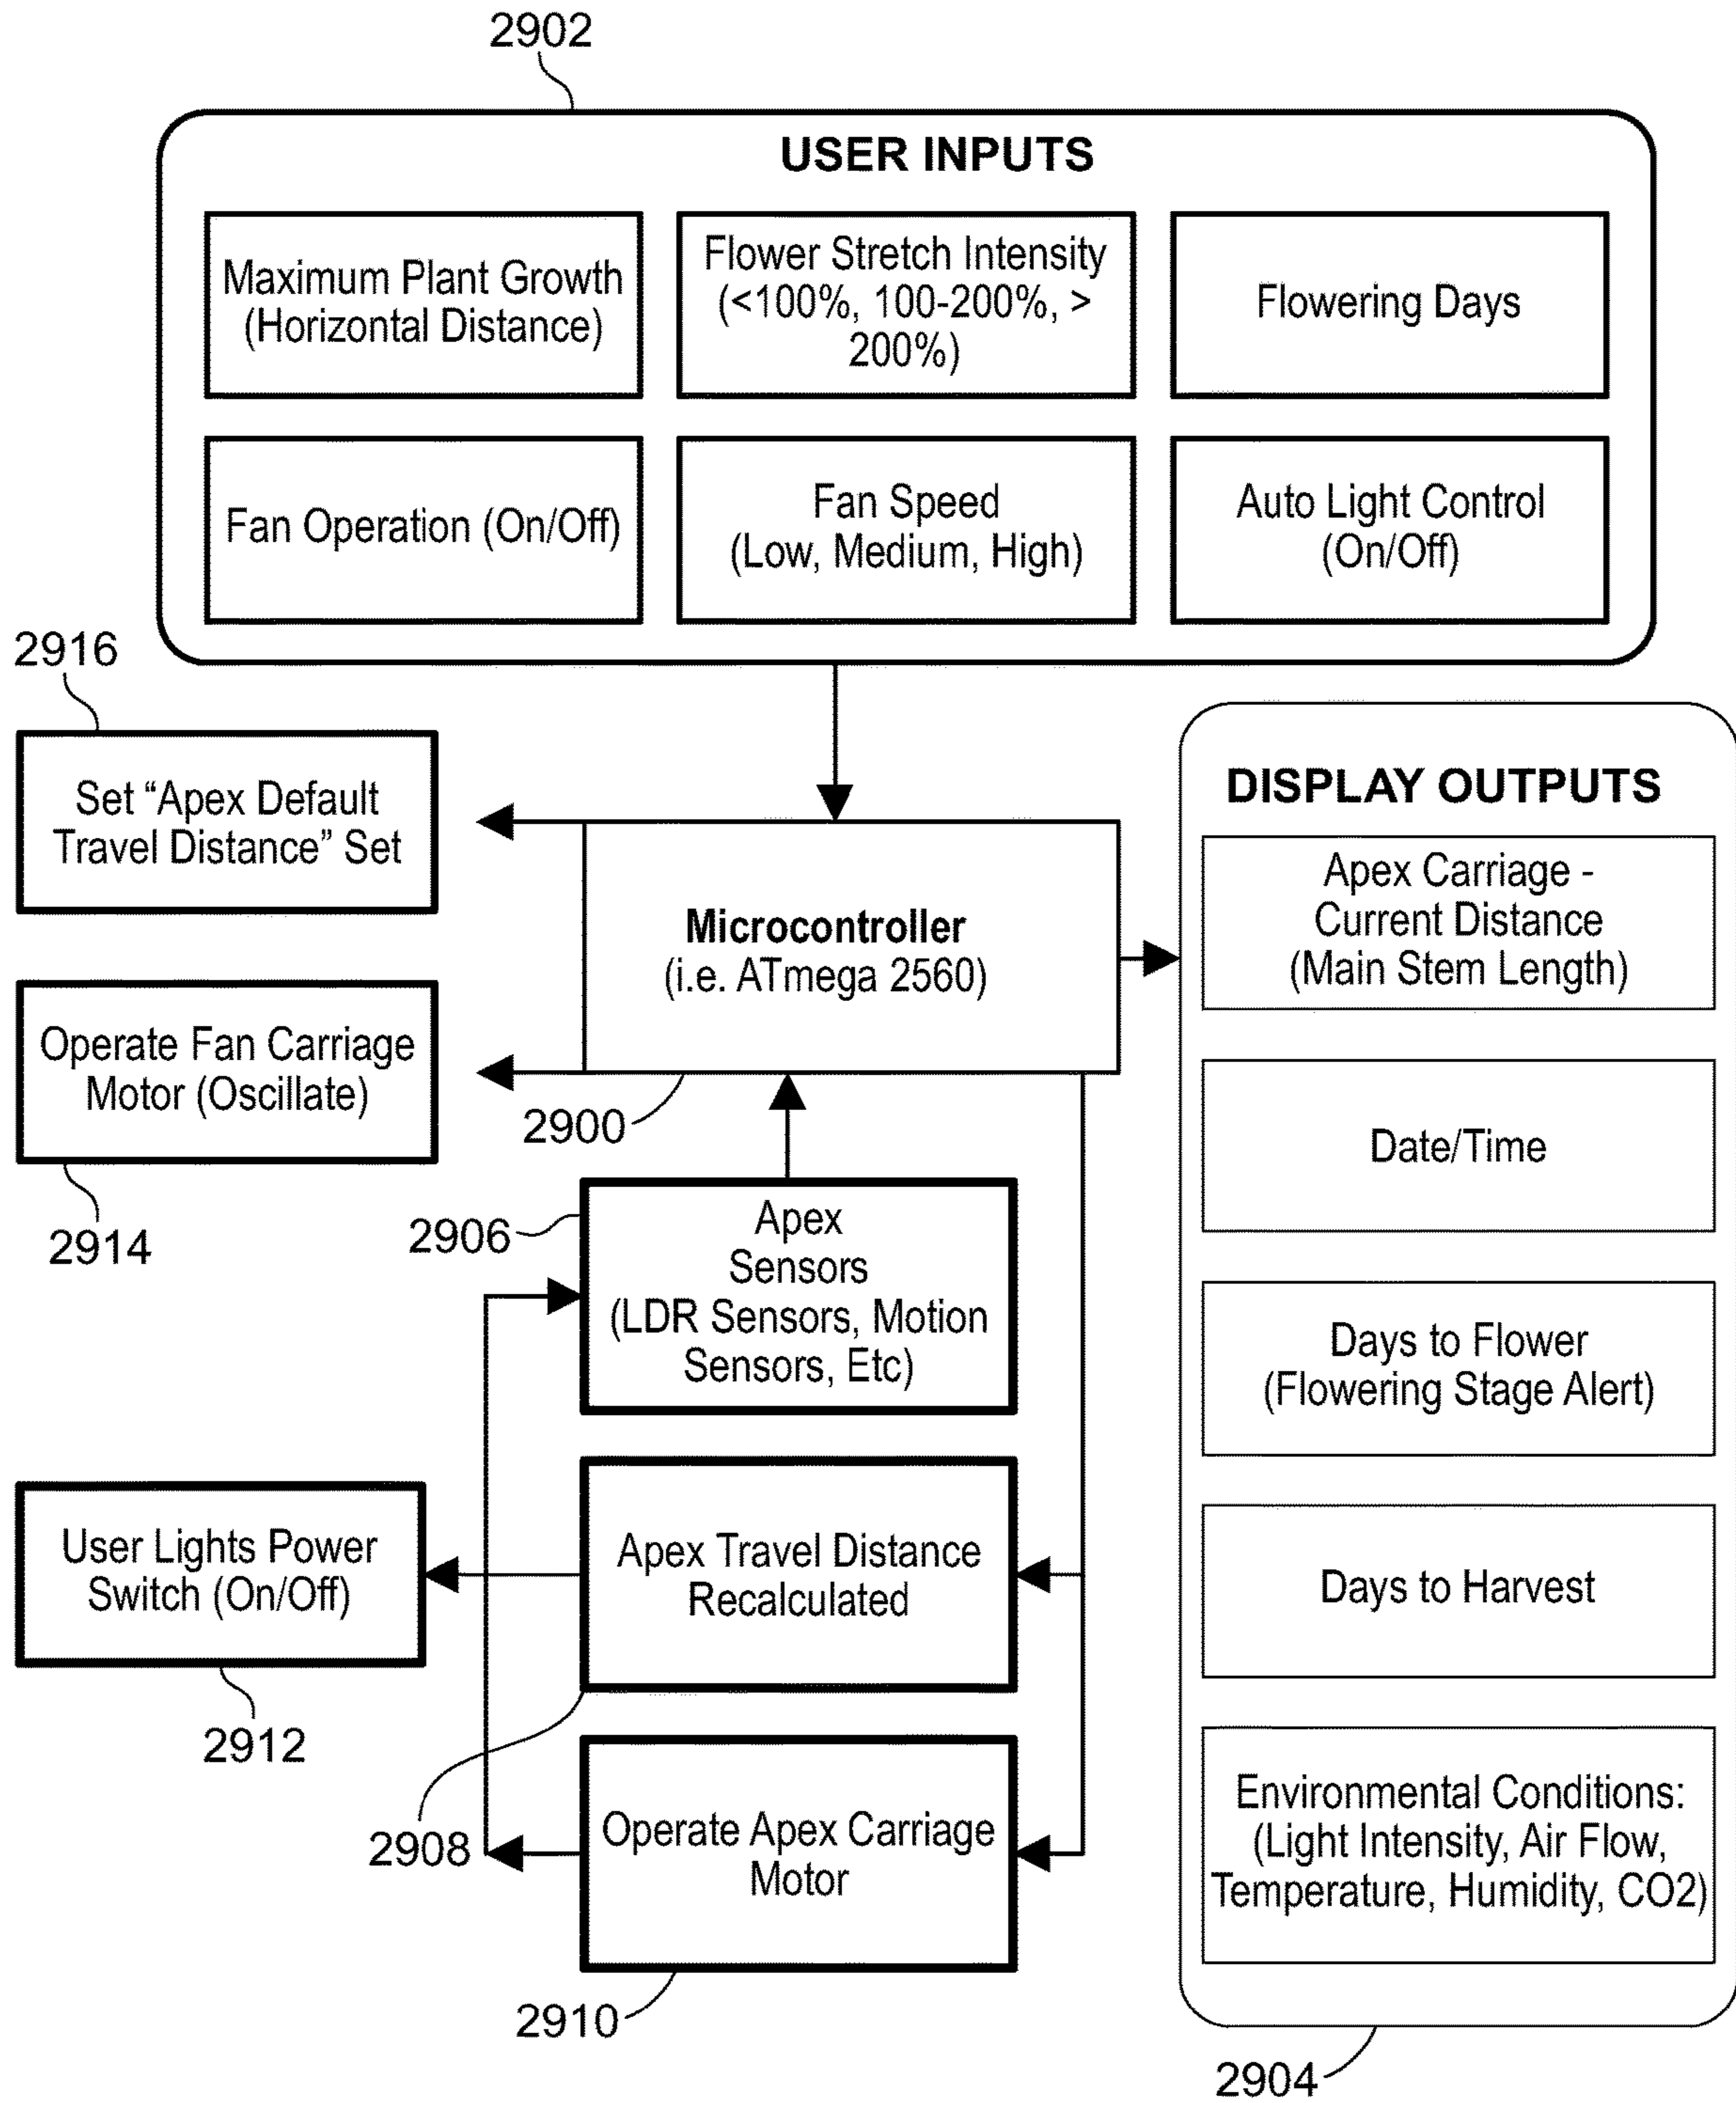 2902
USER INPUTS
Maximum Plant Growth
(Horizontal Distance)
Flower Stretch Intensity
(<100%, 100-200%, >
200%)
Flowering Days
Fan Operation (On/Off)
Fan Speed
(Low, Medium, High)
Auto Light Control
(On/Off)
2916
Set “Apex Default
Travel Distance” Set
Microcontroller
(i.e. ATmega 2560)
2900
Operate Fan Carriage
Motor (Oscillate)
2914
2906
Apex
Sensors
(LDR Sensors, Motion
Sensors, Etc)
User Lights Power
Switch (On/Off)
2912
Apex Travel Distance
Recalculated
2908
Operate Apex Carriage
Motor
2910
DISPLAY OUTPUTS
Apex Carriage -
Current Distance
(Main Stem Length)
Date/Time
Days to Flower
(Flowering Stage Alert)
Days to Harvest
Environmental Conditions:
(Light Intensity, Air Flow,
Temperature, Humidity, CO2)
2904